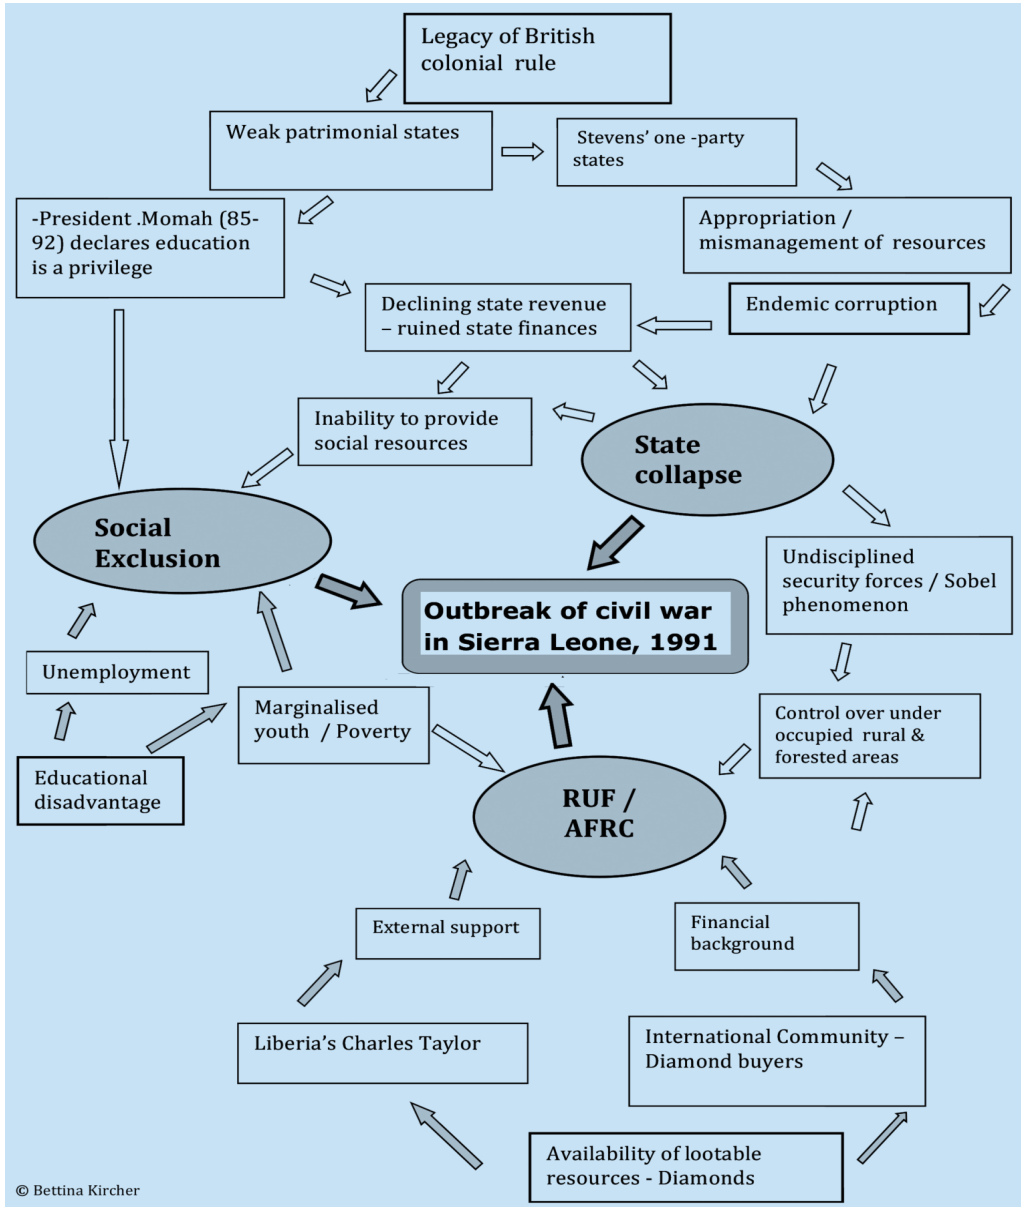 Legacy of British
colonial rule
Weak patrimonial states
Stevens' one -party
states
-President .Momah (85-
92) declares education
is a privilege
Appropriation /
mismanagement of resources
Declining state revenue
– ruined state finances
Endemic corruption
Inability to provide
social resources
State
collapse
Social
Exclusion
Undisciplined
security forces / Sobel
phenomenon
Outbreak of civil war
in Sierra Leone, 1991
Unemployment
Marginalised
youth / Poverty
Control over under
occupied rural &
forested areas
Educational
disadvantage
RUF /
AFRC
External support
Financial
background
Liberia's Charles Taylor
International Community –
Diamond buyers
Availability of lootable
resources - Diamonds
© Bettina Kircher